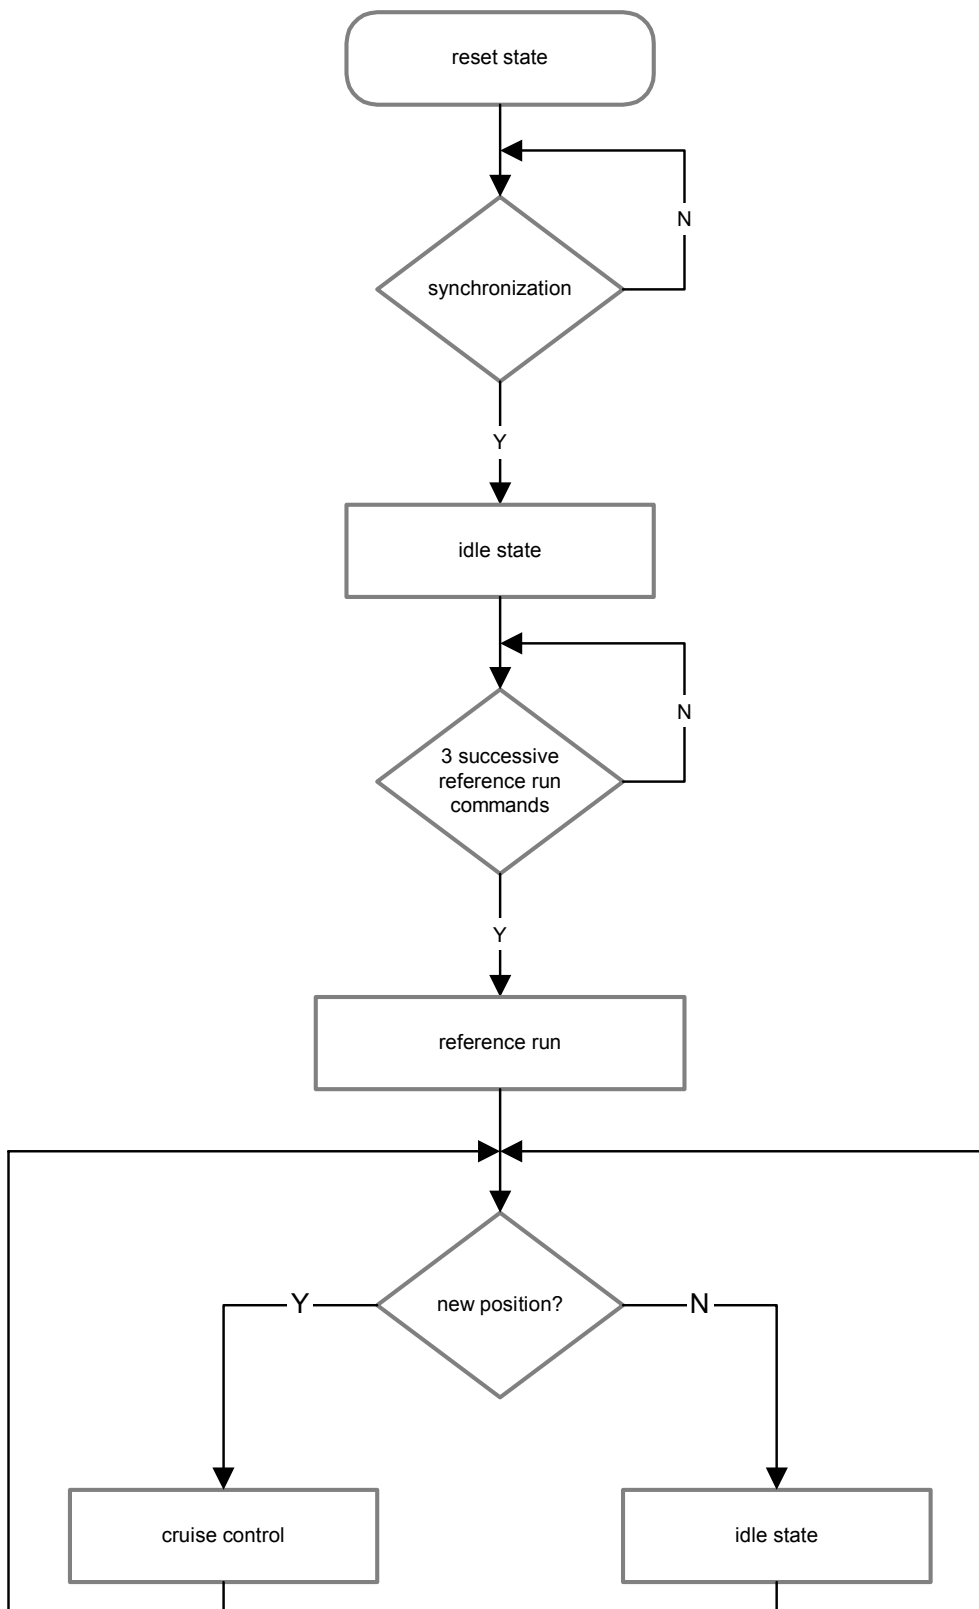 reset state
N
synchronization
Y
idle state
N
3 successive
reference run
commands
Y
reference run
Y
new position?
N
cruise control
idle state